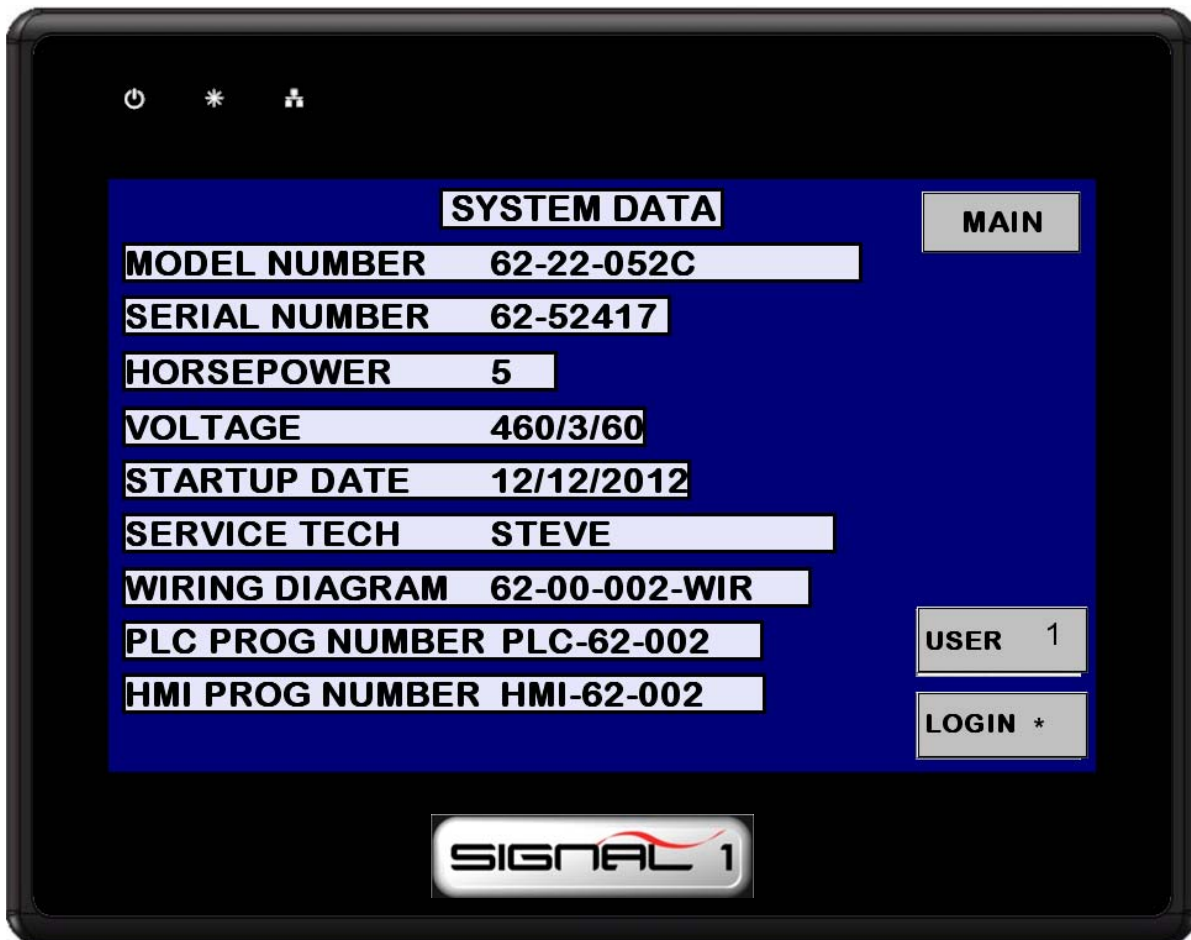 SYSTEM DATA
MAIN
MODEL NUMBER 62-22-052C
SERIAL NUMBER 62-52417
HORSEPOWER 5
VOLTAGE 460/3/60
STARTUP DATE 12/12/2012
SERVICE TECH STEVE
WIRING DIAGRAM 62-00-002-WIR
PLC PROG NUMBER PLC-62-002
USER 1
HMI PROG NUMBER HMI-62-002
LOGIN *
SIGNAL 1